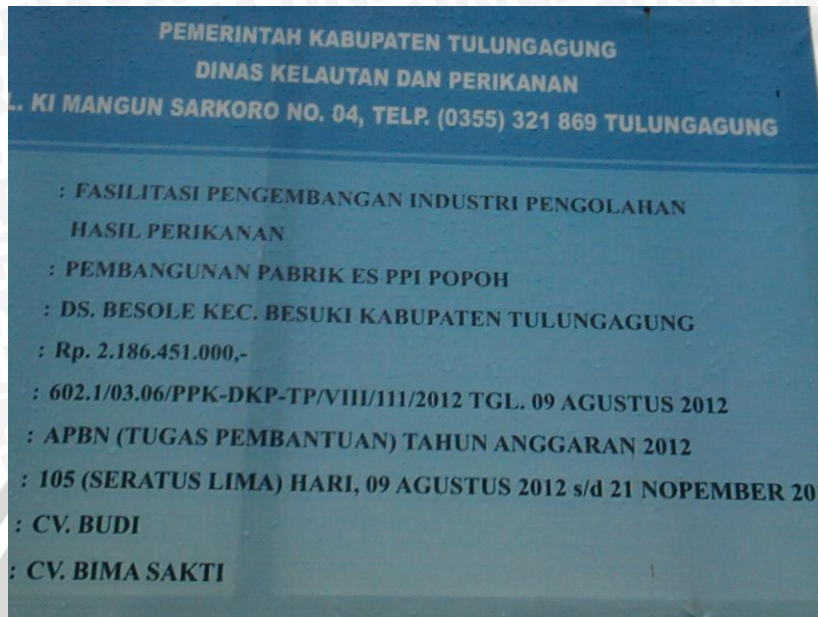 PEMERINTAH KABUPATEN TULUNGAGUNG
DINAS KELAUTAN DAN PERIKANAN
L. KI MANGUN SARKORO NO. 04, TELP. (0355) 321 869 TULUNGAGUNG
: FASILITASI PENGEMBANGAN INDUSTRI PENGOLAHAN
HASIL PERIKANAN
: PEMBANGUNAN PABRIK ES PPI POPOH
: DS. BESOLE KEC. BESUKI KABUPATEN TULUNGAGUNG
: Rp. 2.186.451.000,-
: 602.1/03.06/PPK-DKP-TP/VIII/111/2012 TGL. 09 AGUSTUS 2012
: APBN (TUGAS PEMBANTUAN) TAHUN ANGGARAN 2012
: 105 (SERATUS LIMA) HARI, 09 AGUSTUS 2012 s/d 21 NOPEMBER 20
: CV. BUDI
: CV. BIMA SAKTI